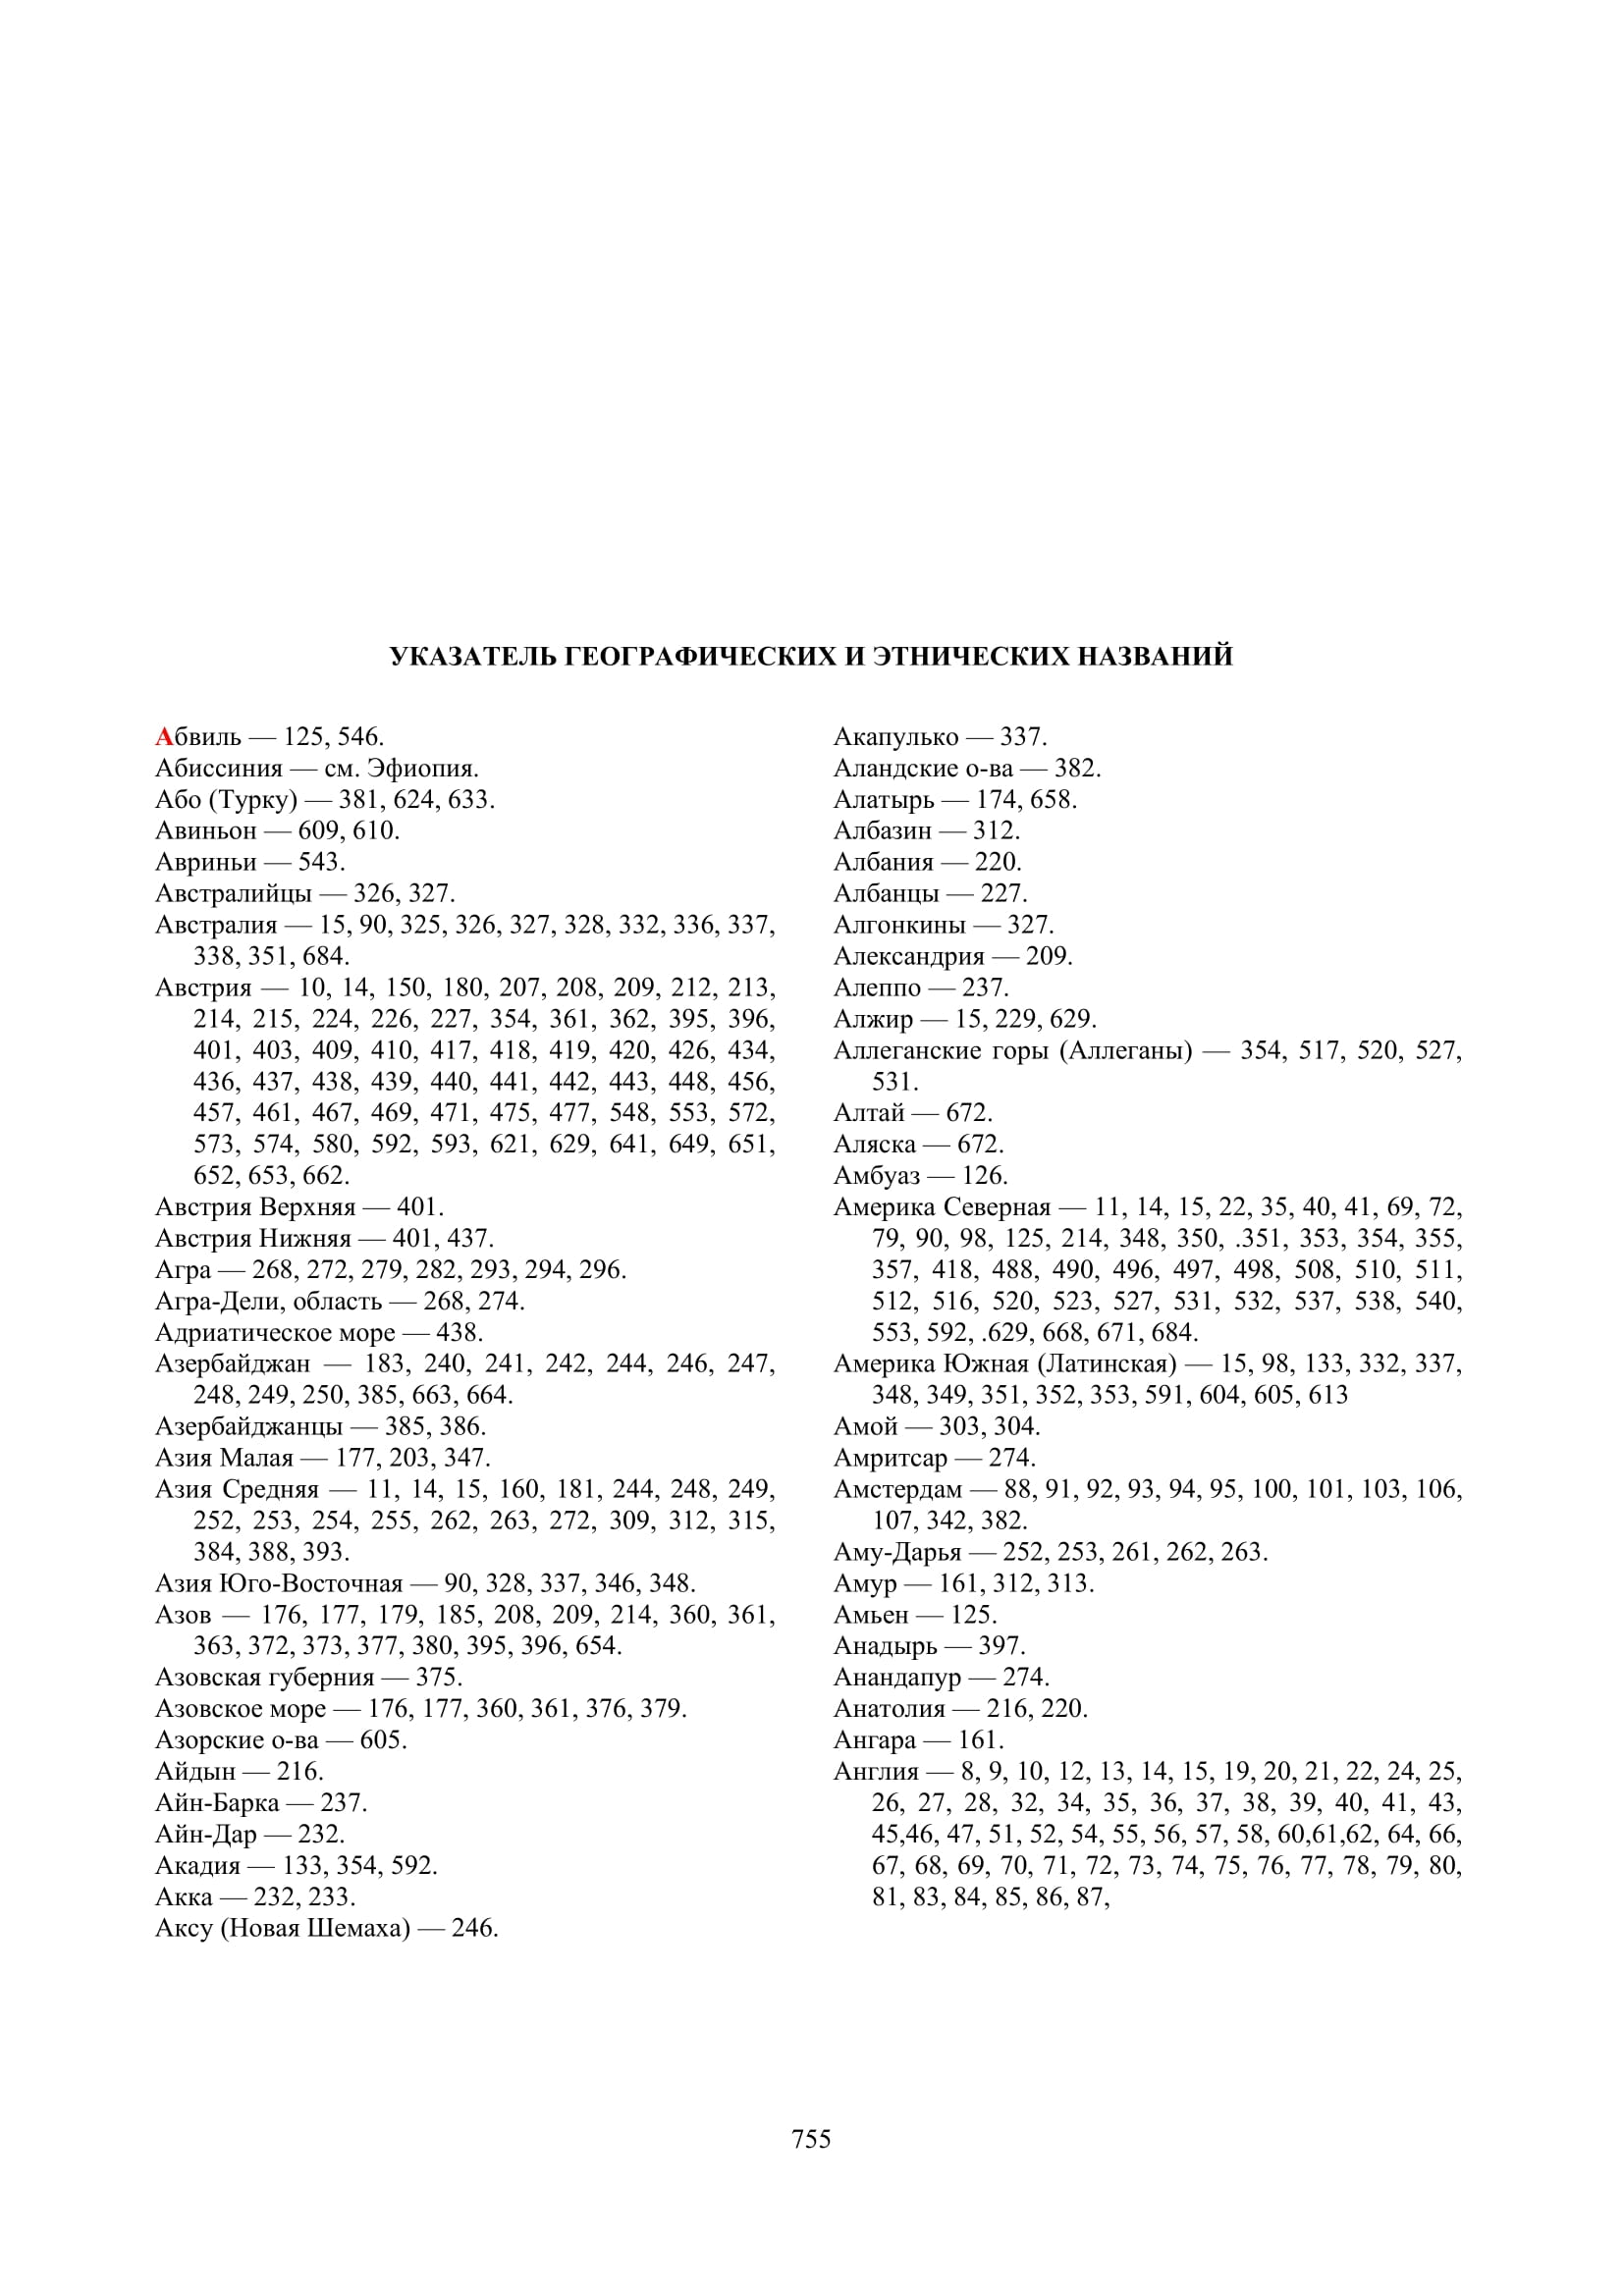 УКАЗАТЕЛЬ ГЕОГРАФИЧЕСКИХ И ЭТНИЧЕСКИХ НАЗВАНИЙ
Абвиль — 125, 546.
Абиссиния — см. Эфиопия.
Або (Турку) — 381, 624, 633.
Авиньон — 609, 610.
Авриньи — 543.
Австралийцы — 326, 327.
Австралия — 15, 90, 325, 326, 327, 328, 332, 336, 337,
338, 351, 684.
Австрия — 10, 14, 150, 180, 207, 208, 209, 212, 213,
214, 215, 224, 226, 227, 354, 361, 362, 395, 396,
401, 403, 409, 410, 417, 418, 419, 420, 426, 434,
436, 437, 438, 439, 440, 441, 442, 443, 448, 456,
457, 461, 467, 469, 471, 475, 477, 548, 553, 572,
573, 574, 580, 592, 593, 621, 629, 641, 649, 651,
652, 653, 662.
Австрия Верхняя — 401.
Австрия Нижняя — 401, 437.
Агра — 268, 272, 279, 282, 293, 294, 296.
Агра-Дели, область — 268, 274.
Адриатическое море — 438.
Азербайджан — 183, 240, 241, 242, 244, 246, 247,
248, 249, 250, 385, 663, 664.
Азербайджанцы — 385, 386.
Азия Малая — 177, 203, 347.
Азия Средняя — 11, 14, 15, 160, 181, 244, 248, 249,
252, 253, 254, 255, 262, 263, 272, 309, 312, 315,
384, 388, 393.
Азия Юго-Восточная — 90, 328, 337, 346, 348.
Азов — 176, 177, 179, 185, 208, 209, 214, 360, 361,
363, 372, 373, 377, 380, 395, 396, 654.
Азовская губерния — 375.
Азовское море — 176, 177, 360, 361, 376, 379.
Азорские о-ва — 605.
Айдын — 216.
Айн-Барка — 237.
Айн-Дар — 232.
Акадия — 133, 354, 592.
Акка — 232, 233.
Аксу (Новая Шемаха) — 246.
Акапулько — 337.
Аландские о-ва — 382.
Алатырь — 174, 658.
Албазин — 312.
Албания — 220.
Албанцы — 227.
Алгонкины — 327.
Александрия — 209.
Алеппо — 237.
Алжир — 15, 229, 629.
Аллеганские горы (Аллеганы) — 354, 517, 520, 527,
531.
Алтай — 672.
Аляска — 672.
Амбуаз — 126.
Америка Северная — 11, 14, 15, 22, 35, 40, 41, 69, 72,
79, 90, 98, 125, 214, 348, 350, .351, 353, 354, 355,
357, 418, 488, 490, 496, 497, 498, 508, 510, 511,
512, 516, 520, 523, 527, 531, 532, 537, 538, 540,
553, 592, .629, 668, 671, 684.
Америка Южная (Латинская) — 15, 98, 133, 332, 337,
348, 349, 351, 352, 353, 591, 604, 605, 613
Амой — 303, 304.
Амритсар — 274.
Амстердам — 88, 91, 92, 93, 94, 95, 100, 101, 103, 106,
107, 342, 382.
Аму-Дарья — 252, 253, 261, 262, 263.
Амур — 161, 312, 313.
Амьен — 125.
Анадырь — 397.
Анандапур — 274.
Анатолия — 216, 220.
Ангара — 161.
Англия — 8, 9, 10, 12, 13, 14, 15, 19, 20, 21, 22, 24, 25,
26, 27, 28, 32, 34, 35, 36, 37, 38, 39, 40, 41, 43,
45,46, 47, 51, 52, 54, 55, 56, 57, 58, 60,61,62, 64, 66,
67, 68, 69, 70, 71, 72, 73, 74, 75, 76, 77, 78, 79, 80,
81, 83, 84, 85, 86, 87,
755